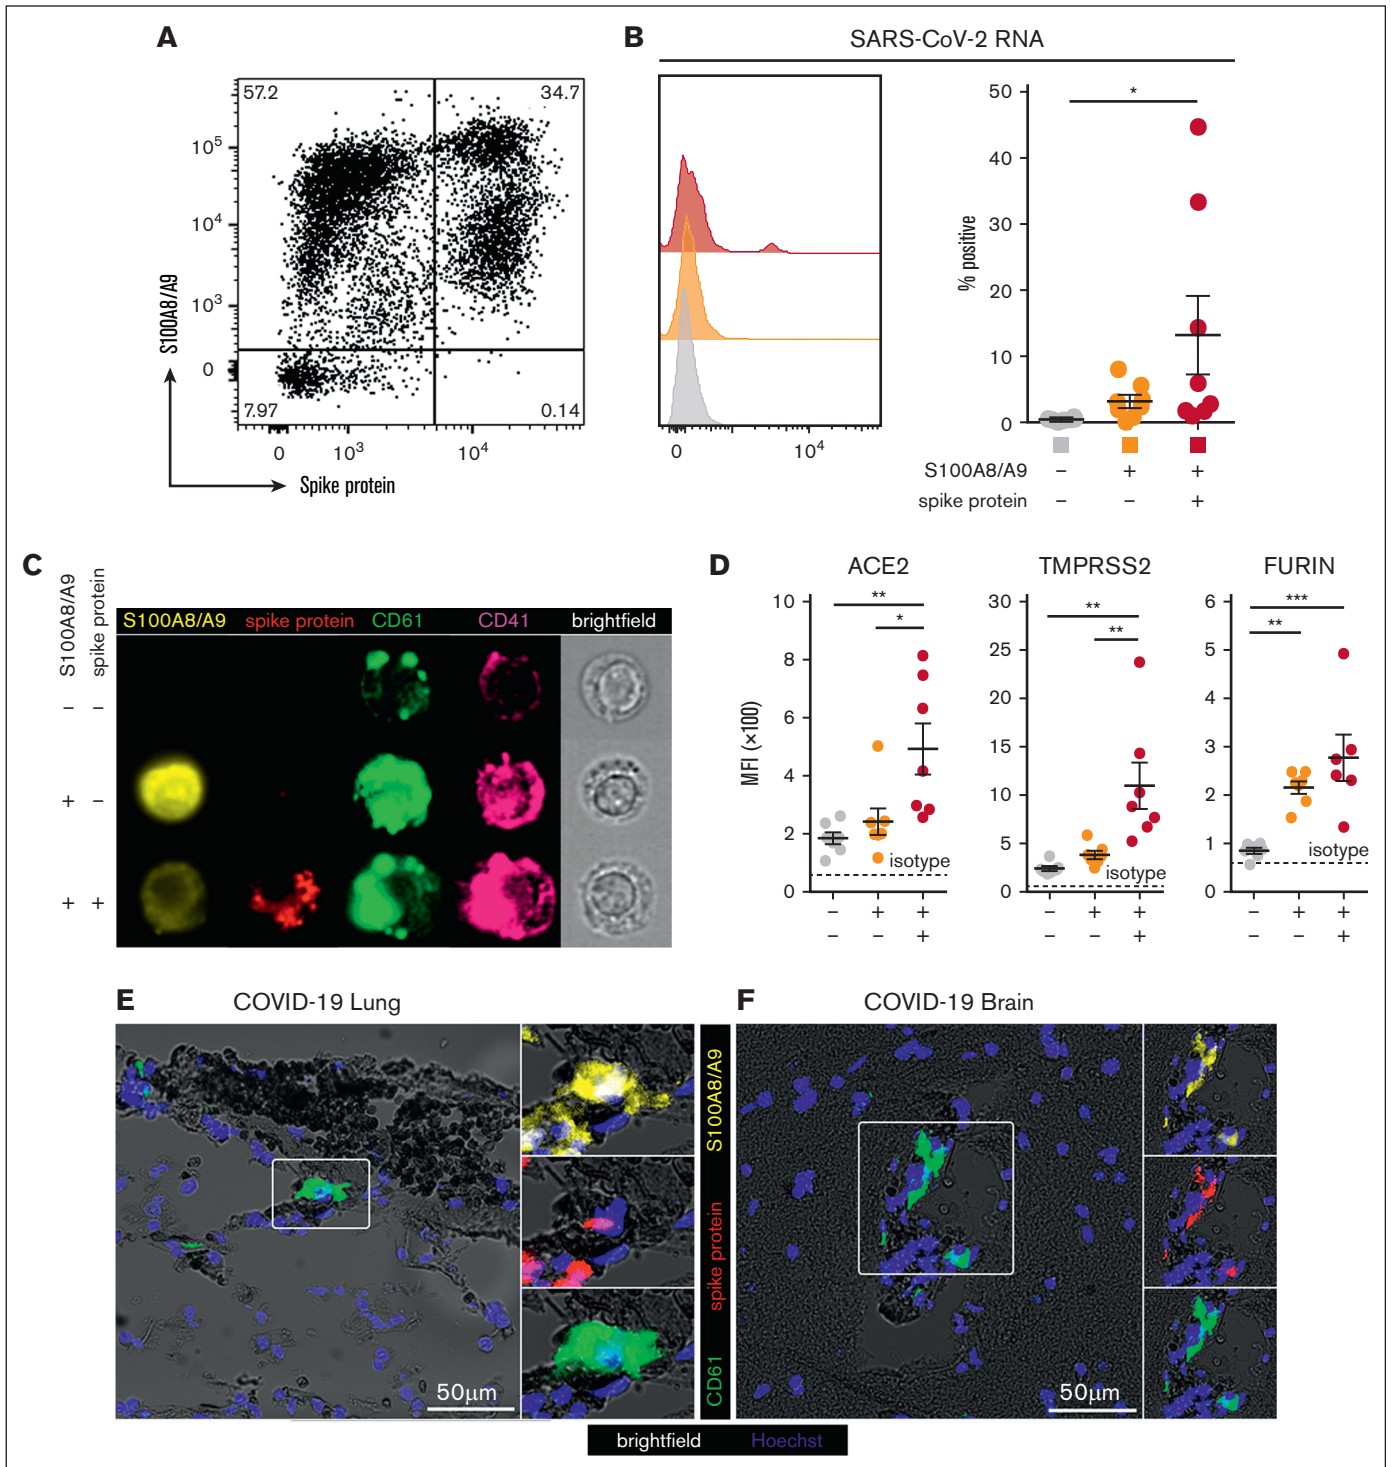 A
57.2
34.7
7.97
0.14
10^5
10^4
10^3
0
0
10^3
10^4
S100A8/A9
Spike protein
B
SARS-CoV-2 RNA
0
10^4
50
40
30
20
10
0
% positive
*
S100A8/A9 − + +
spike protein − − +
C
S100A8/A9
spike protein
S100A8/A9 spike protein CD61 CD41 brightfield
− −
+ −
+ +
D
ACE2
TMPRSS2
FURIN
MFI (×100)
10
8
6
4
2
0
**
*
isotype
− + +
− − +
30
25
20
15
10
5
0
**
**
isotype
− + +
− − +
6
5
4
3
2
1
0
***
**
isotype
− + +
− − +
E
COVID-19 Lung
50μm
S100A8/A9
spike protein
CD61
F
COVID-19 Brain
50μm
brightfield Hoechst